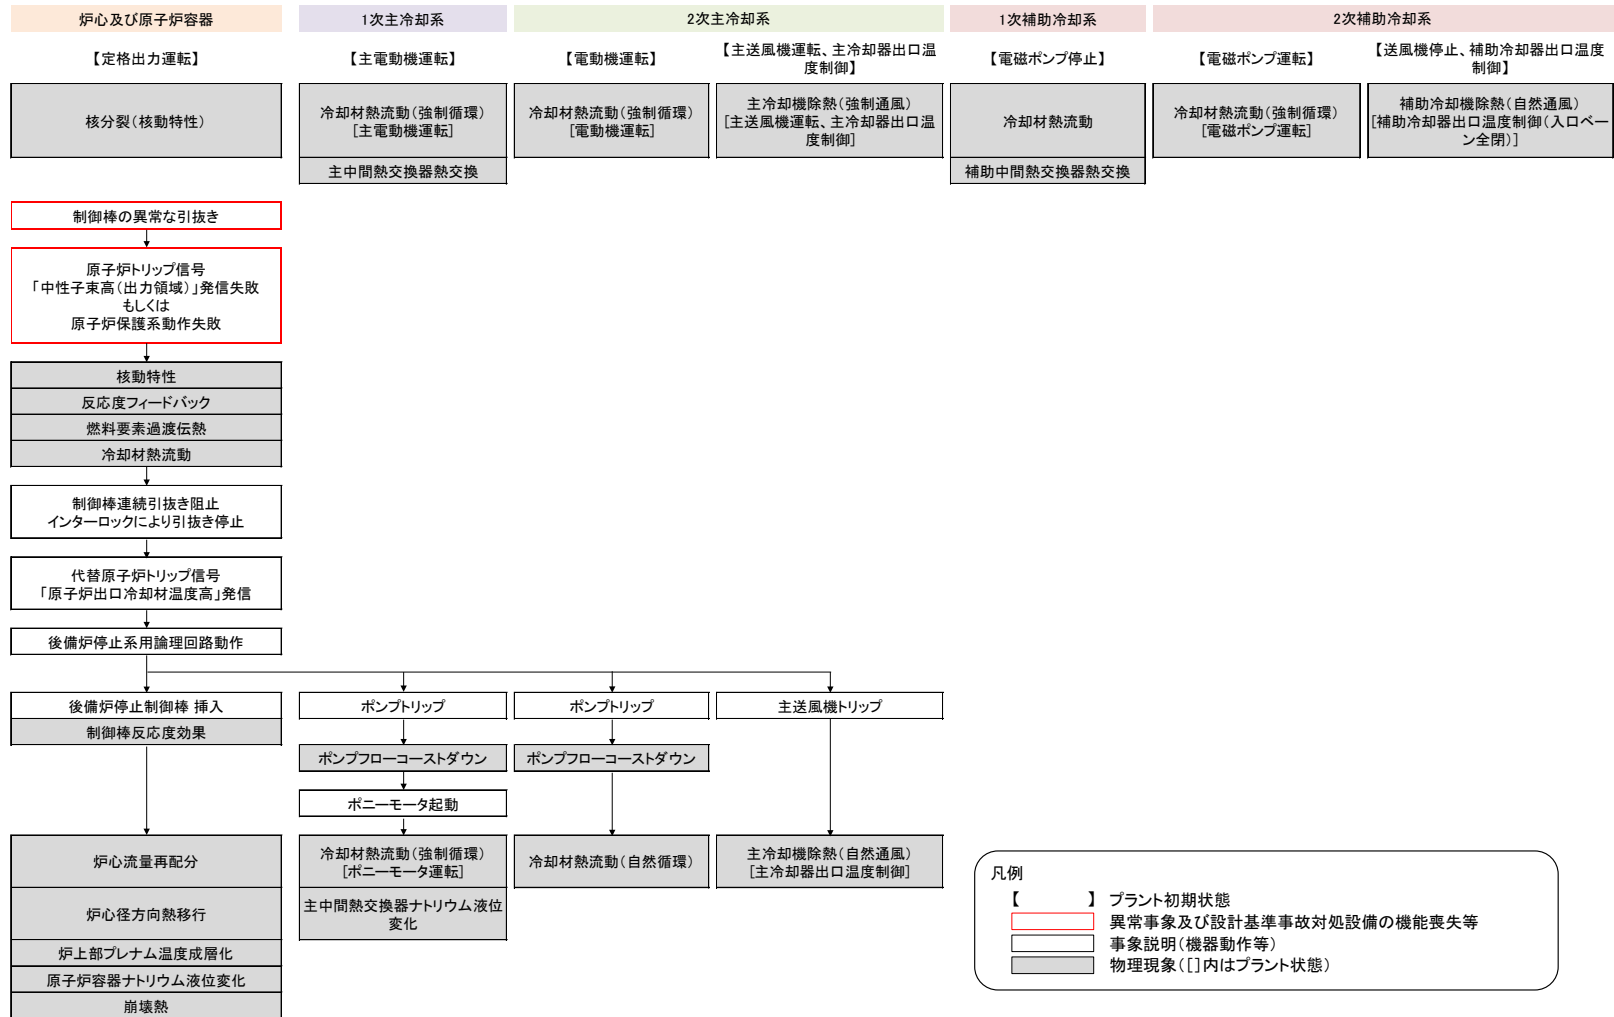 炉心及び原子炉容器
1次主冷却系
2次主冷却系
1次補助冷却系
2次補助冷却系
【定格出力運転】
【主電動機運転】
【電動機運転】
【主送風機運転、主冷却器出口温
度制御】
【電磁ポンプ停止】
【電磁ポンプ運転】
【送風機停止、補助冷却器出口温度
制御】
核分裂(核動特性)
冷却材熱流動(強制循環)
[主電動機運転]
冷却材熱流動(強制循環)
[電動機運転]
主冷却機除熱(強制通風)
[主送風機運転、主冷却器出口温
度制御]
冷却材熱流動
冷却材熱流動(強制循環)
[電磁ポンプ運転]
補助冷却機除熱(自然通風)
[補助冷却器出口温度制御(入口ベー
ン全閉)]
主中間熱交換器熱交換
補助中間熱交換器熱交換
制御棒の異常な引抜き
原子炉トリップ信号
「中性子束高(出力領域)」発信失敗
もしくは
原子炉保護系動作失敗
核動特性
反応度フィードバック
燃料要素過渡伝熱
冷却材熱流動
制御棒連続引抜き阻止
インターロックにより引抜き停止
代替原子炉トリップ信号
「原子炉出口冷却材温度高」発信
後備炉停止系用論理回路動作
後備炉停止制御棒 挿入
制御棒反応度効果
ポンプトリップ
ポンプトリップ
主送風機トリップ
ポンプフローコーストダウン
ポンプフローコーストダウン
ポニーモータ起動
炉心流量再配分
冷却材熱流動(強制循環)
[ポニーモータ運転]
冷却材熱流動(自然循環)
主冷却機除熱(自然通風)
[主冷却器出口温度制御]
炉心径方向熱移行
主中間熱交換器ナトリウム液位
変化
炉上部プレナム温度成層化
原子炉容器ナトリウム液位変化
崩壊熱
凡例
【 】 プラント初期状態
異常事象及び設計基準事故対処設備の機能喪失等
事象説明(機器動作等)
物理現象([]内はプラント状態)